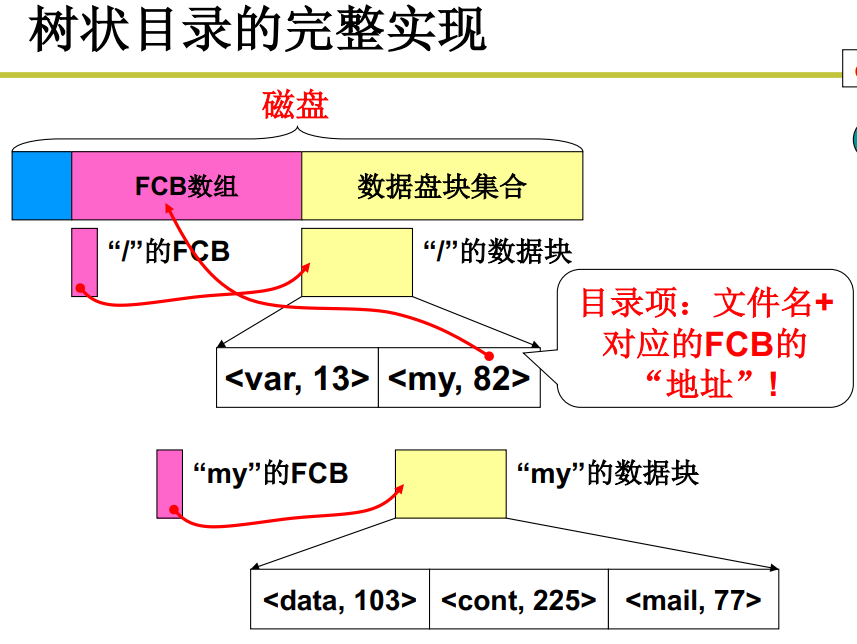 树状目录的完整实现
磁盘
FCB数组
数据盘块集合
“/”的FCB
“/”的数据块
目录项：文件名+
对应的FCB的
“地址”！
<var, 13>
<my, 82>
“my”的FCB
“my”的数据块
<data, 103>
<cont, 225>
<mail, 77>